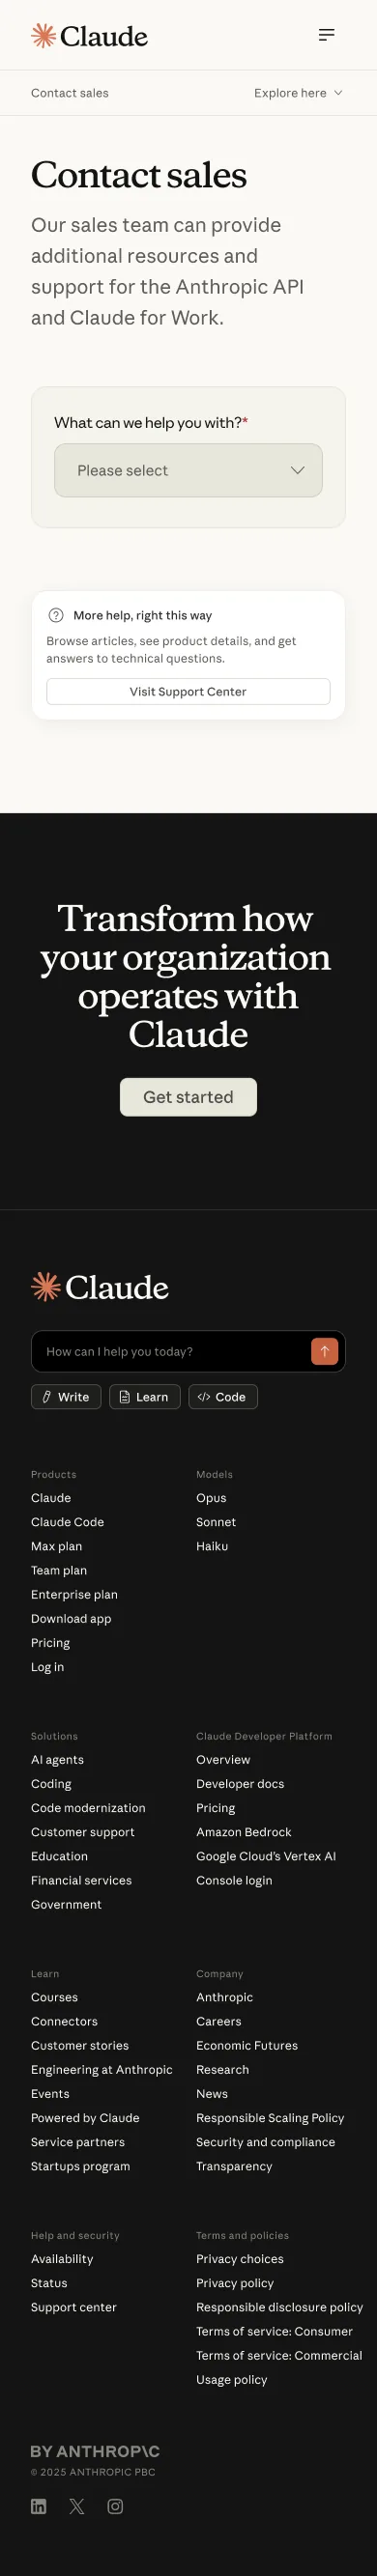 Claude
Contact sales
Explore here
Contact sales
Our sales team can provide
additional resources and
support for the Anthropic API
and Claude for Work.
What can we help you with?*
Please select
More help, right this way
Browse articles, see product details, and get
answers to technical questions.
Visit Support Center
Transform how
your organization
operates with
Claude
Get started
Claude
How can I help you today?
Write
Learn
Code
Products
Claude
Claude Code
Max plan
Team plan
Enterprise plan
Download app
Pricing
Log in
Models
Opus
Sonnet
Haiku
Solutions
AI agents
Coding
Code modernization
Customer support
Education
Financial services
Government
Claude Developer Platform
Overview
Developer docs
Pricing
Amazon Bedrock
Google Cloud's Vertex AI
Console login
Learn
Courses
Connectors
Customer stories
Engineering at Anthropic
Events
Powered by Claude
Service partners
Startups program
Company
Anthropic
Careers
Economic Futures
Research
News
Responsible Scaling Policy
Security and compliance
Transparency
Help and security
Availability
Status
Support center
Terms and policies
Privacy choices
Privacy policy
Responsible disclosure policy
Terms of service: Consumer
Terms of service: Commercial
Usage policy
BY ANTHROP\C
© 2025 ANTHROPIC PBC